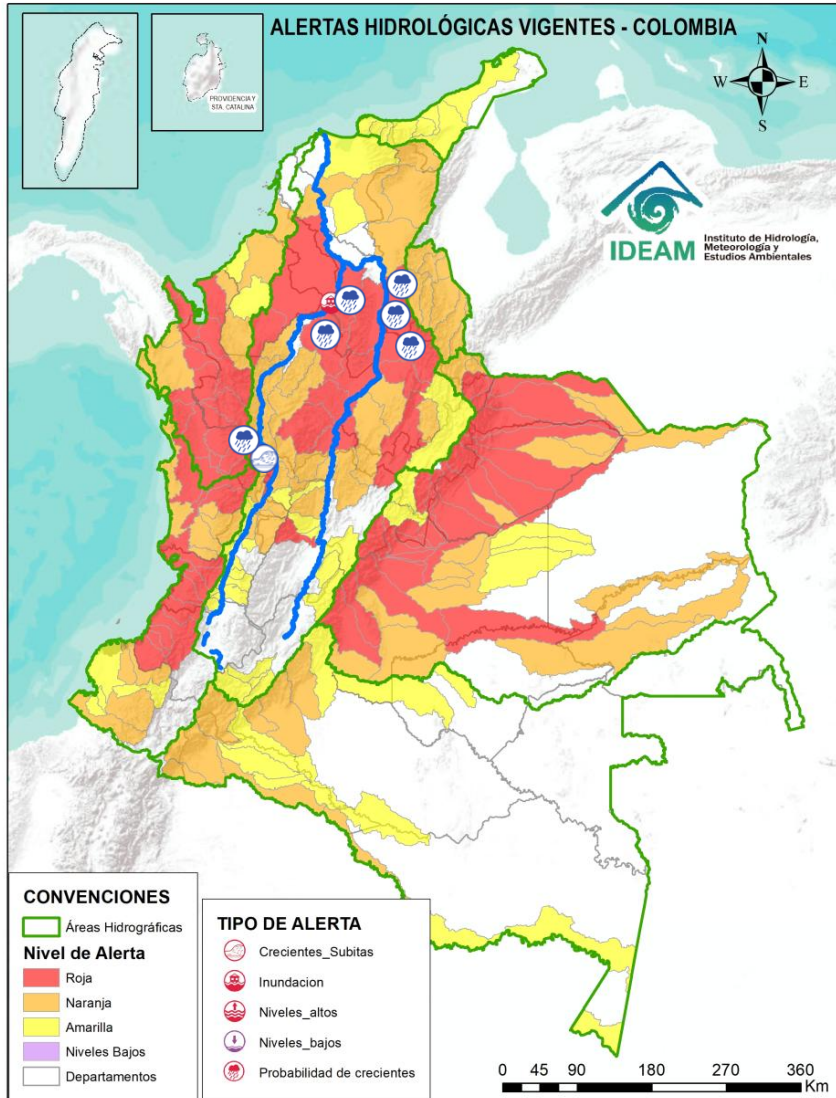 ALERTAS HIDROLÓGICAS VIGENTES - COLOMBIA
PROVIDENCIA Y
STA. CATALINA
N
W
E
S
IDEAM
Instituto de Hidrología,
Meteorología y
Estudios Ambientales
CONVENCIONES
Áreas Hidrográficas
Nivel de Alerta
Roja
Naranja
Amarilla
Niveles Bajos
Departamentos
TIPO DE ALERTA
Crecientes_Subitas
Inundacion
Niveles_altos
Niveles_bajos
Probabilidad de crecientes
0 45 90 180 270 360
Km